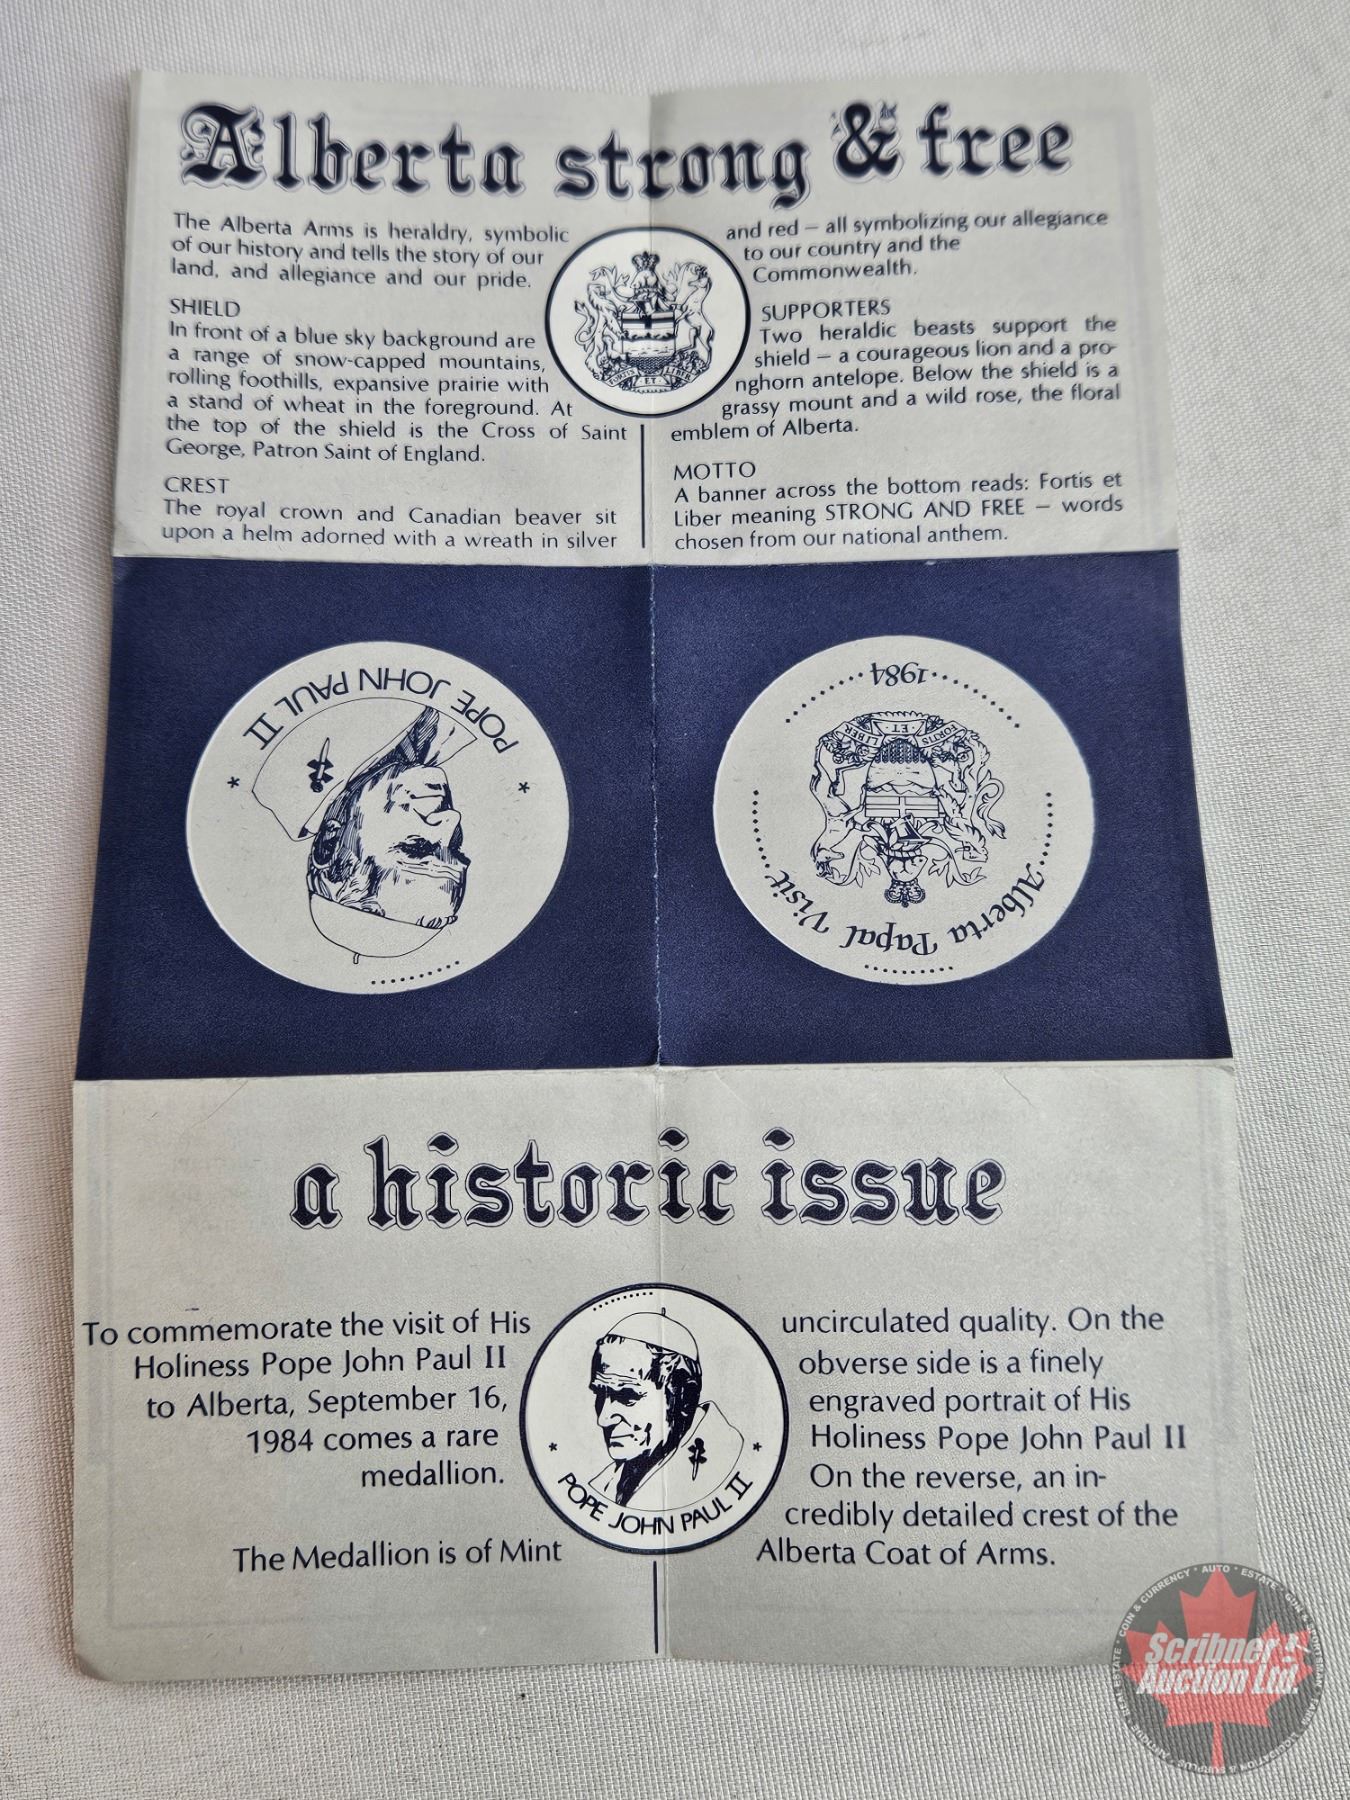 Alberta strong & free
The Alberta Arms is heraldry, symbolic
of our history and tells the story of our
land, and allegiance and our pride.
SHIELD
In front of a blue sky background are
a range of snow-capped mountains,
rolling foothills, expansive prairie with
a stand of wheat in the foreground. At
the top of the shield is the Cross of Saint
George, Patron Saint of England.
CREST
The royal crown and Canadian beaver sit
upon a helm adorned with a wreath in silver
and red – all symbolizing our allegiance
to our country and the
Commonwealth.
SUPPORTERS
Two heraldic beasts support the
shield – a courageous lion and a pro-
nghorn antelope. Below the shield is a
grassy mount and a wild rose, the floral
emblem of Alberta.
MOTTO
A banner across the bottom reads: Fortis et
Liber meaning STRONG AND FREE – words
chosen from our national anthem.
FORTIS ET LIBER
POPE JOHN PAUL II
Alberta Papal Visit
FORTIS ET LIBER
1984
a historic issue
To commemorate the visit of His
Holiness Pope John Paul II
to Alberta, September 16,
1984 comes a rare
medallion.
The Medallion is of Mint
POPE JOHN PAUL II
uncirculated quality. On the
obverse side is a finely
engraved portrait of His
Holiness Pope John Paul II
On the reverse, an in-
credibly detailed crest of the
Alberta Coat of Arms.
Scribner
Auction Ltd.
COIN & CURRENCY * AUTO * ESTATE *